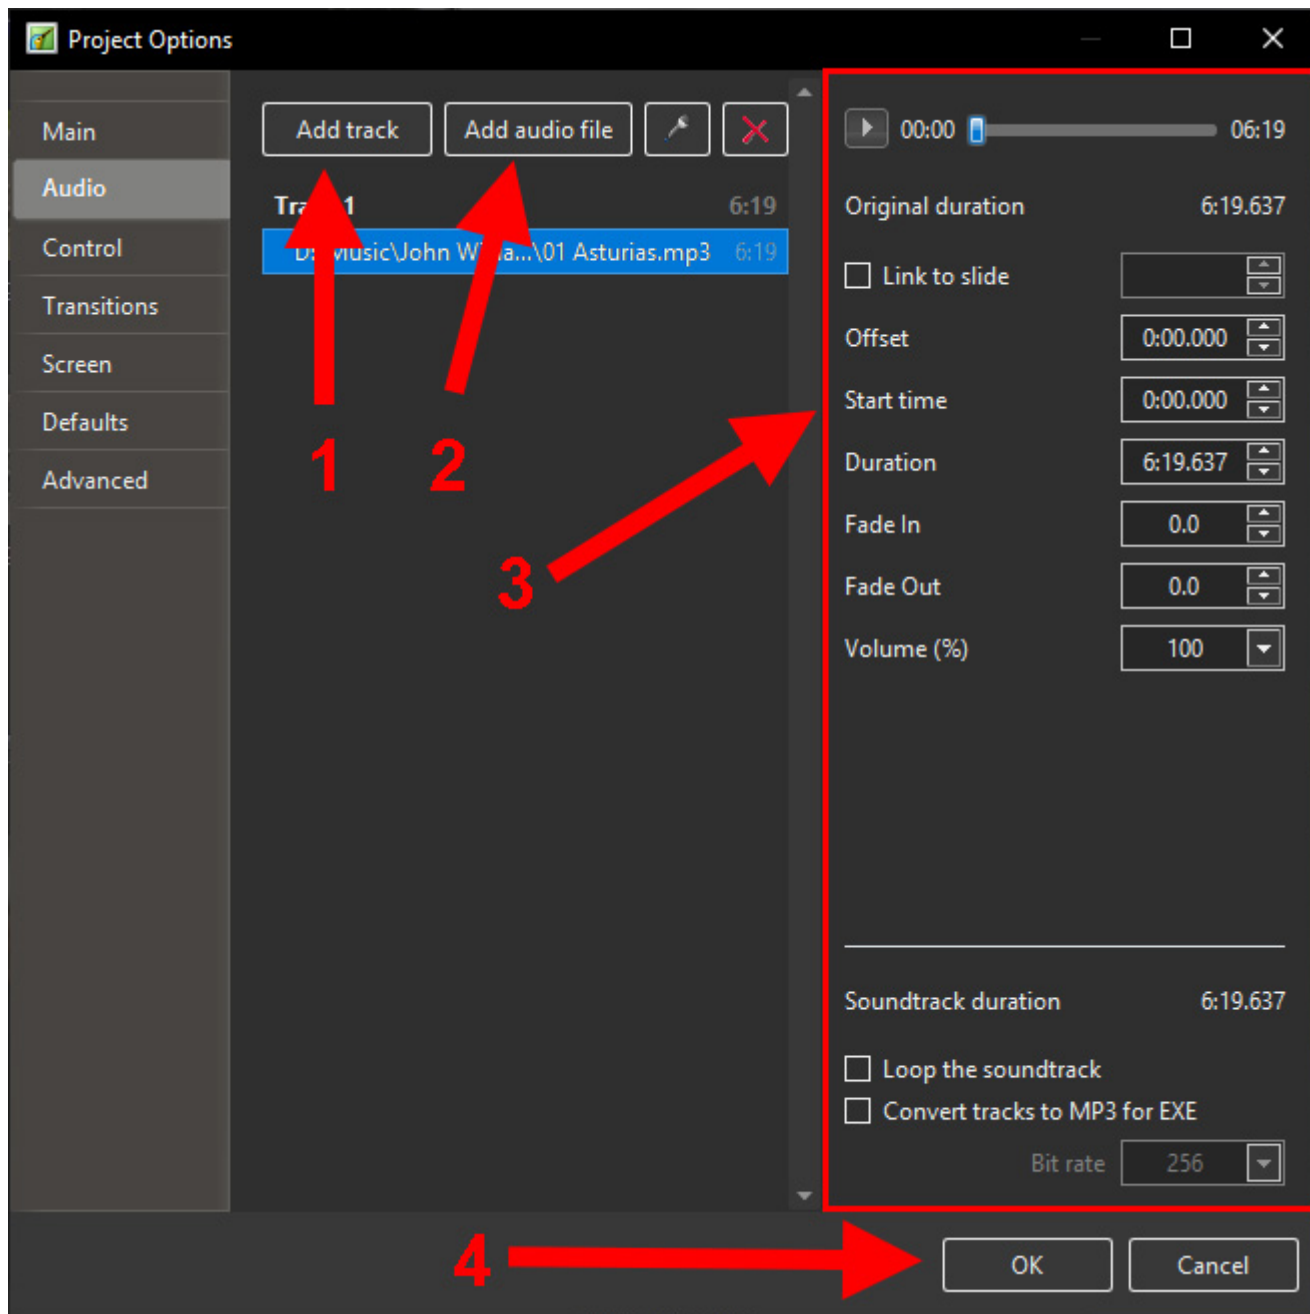 Project Options
Main
Audio
Control
Transitions
Screen
Defaults
Advanced
Add track
Add audio file
1 6:19
Music\John W a...\01 Asturias.mp3 6:19
1
2
3
4
00:00 06:19
Original duration 6:19.637
Link to slide
Offset 0:00.000
Start time 0:00.000
Duration 6:19.637
Fade In 0.0
Fade Out 0.0
Volume (%) 100
Soundtrack duration 6:19.637
Loop the soundtrack
Convert tracks to MP3 for EXE
Bit rate 256
OK
Cancel